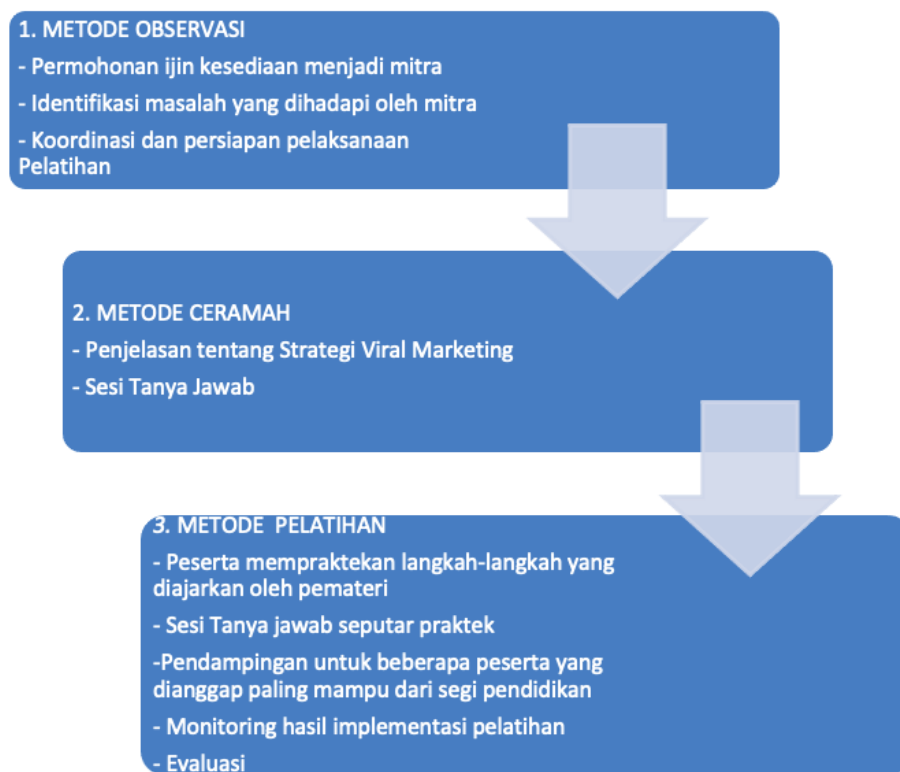 1. METODE OBSERVASI
- Permohonan ijin kesediaan menjadi mitra
- Identifikasi masalah yang dihadapi oleh mitra
- Koordinasi dan persiapan pelaksanaan
Pelatihan
2. METODE CERAMAH
- Penjelasan tentang Strategi Viral Marketing
- Sesi Tanya Jawab
3. METODE PELATIHAN
- Peserta mempraktekan langkah-langkah yang
diajarkan oleh pemateri
- Sesi Tanya jawab seputar praktek
-Pendampingan untuk beberapa peserta yang
dianggap paling mampu dari segi pendidikan
- Monitoring hasil implementasi pelatihan
- Evaluasi